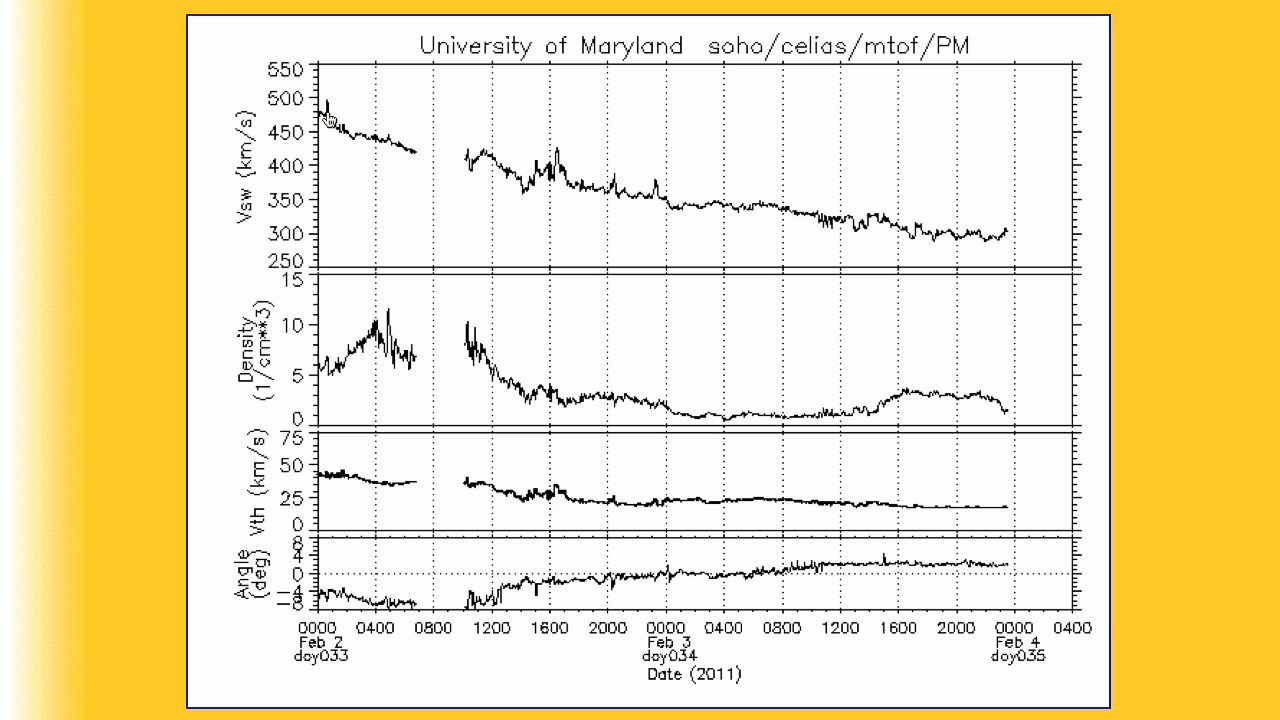 University of Maryland soho/celias/mtof/PM
550
500
450
400
350
300
250
Vsw (km/s)
15
10
5
0
Density
(1/cm**3)
75
50
25
0
Vth (km/s)
8
4
0
-4
-8
Angle
(deg)
0000 0400 0800 1200 1600 2000 0000 0400 0800 1200 1600 2000 0000 0400
Feb 2 Feb 3 Feb 4
day033 day034 day035
Date (2011)